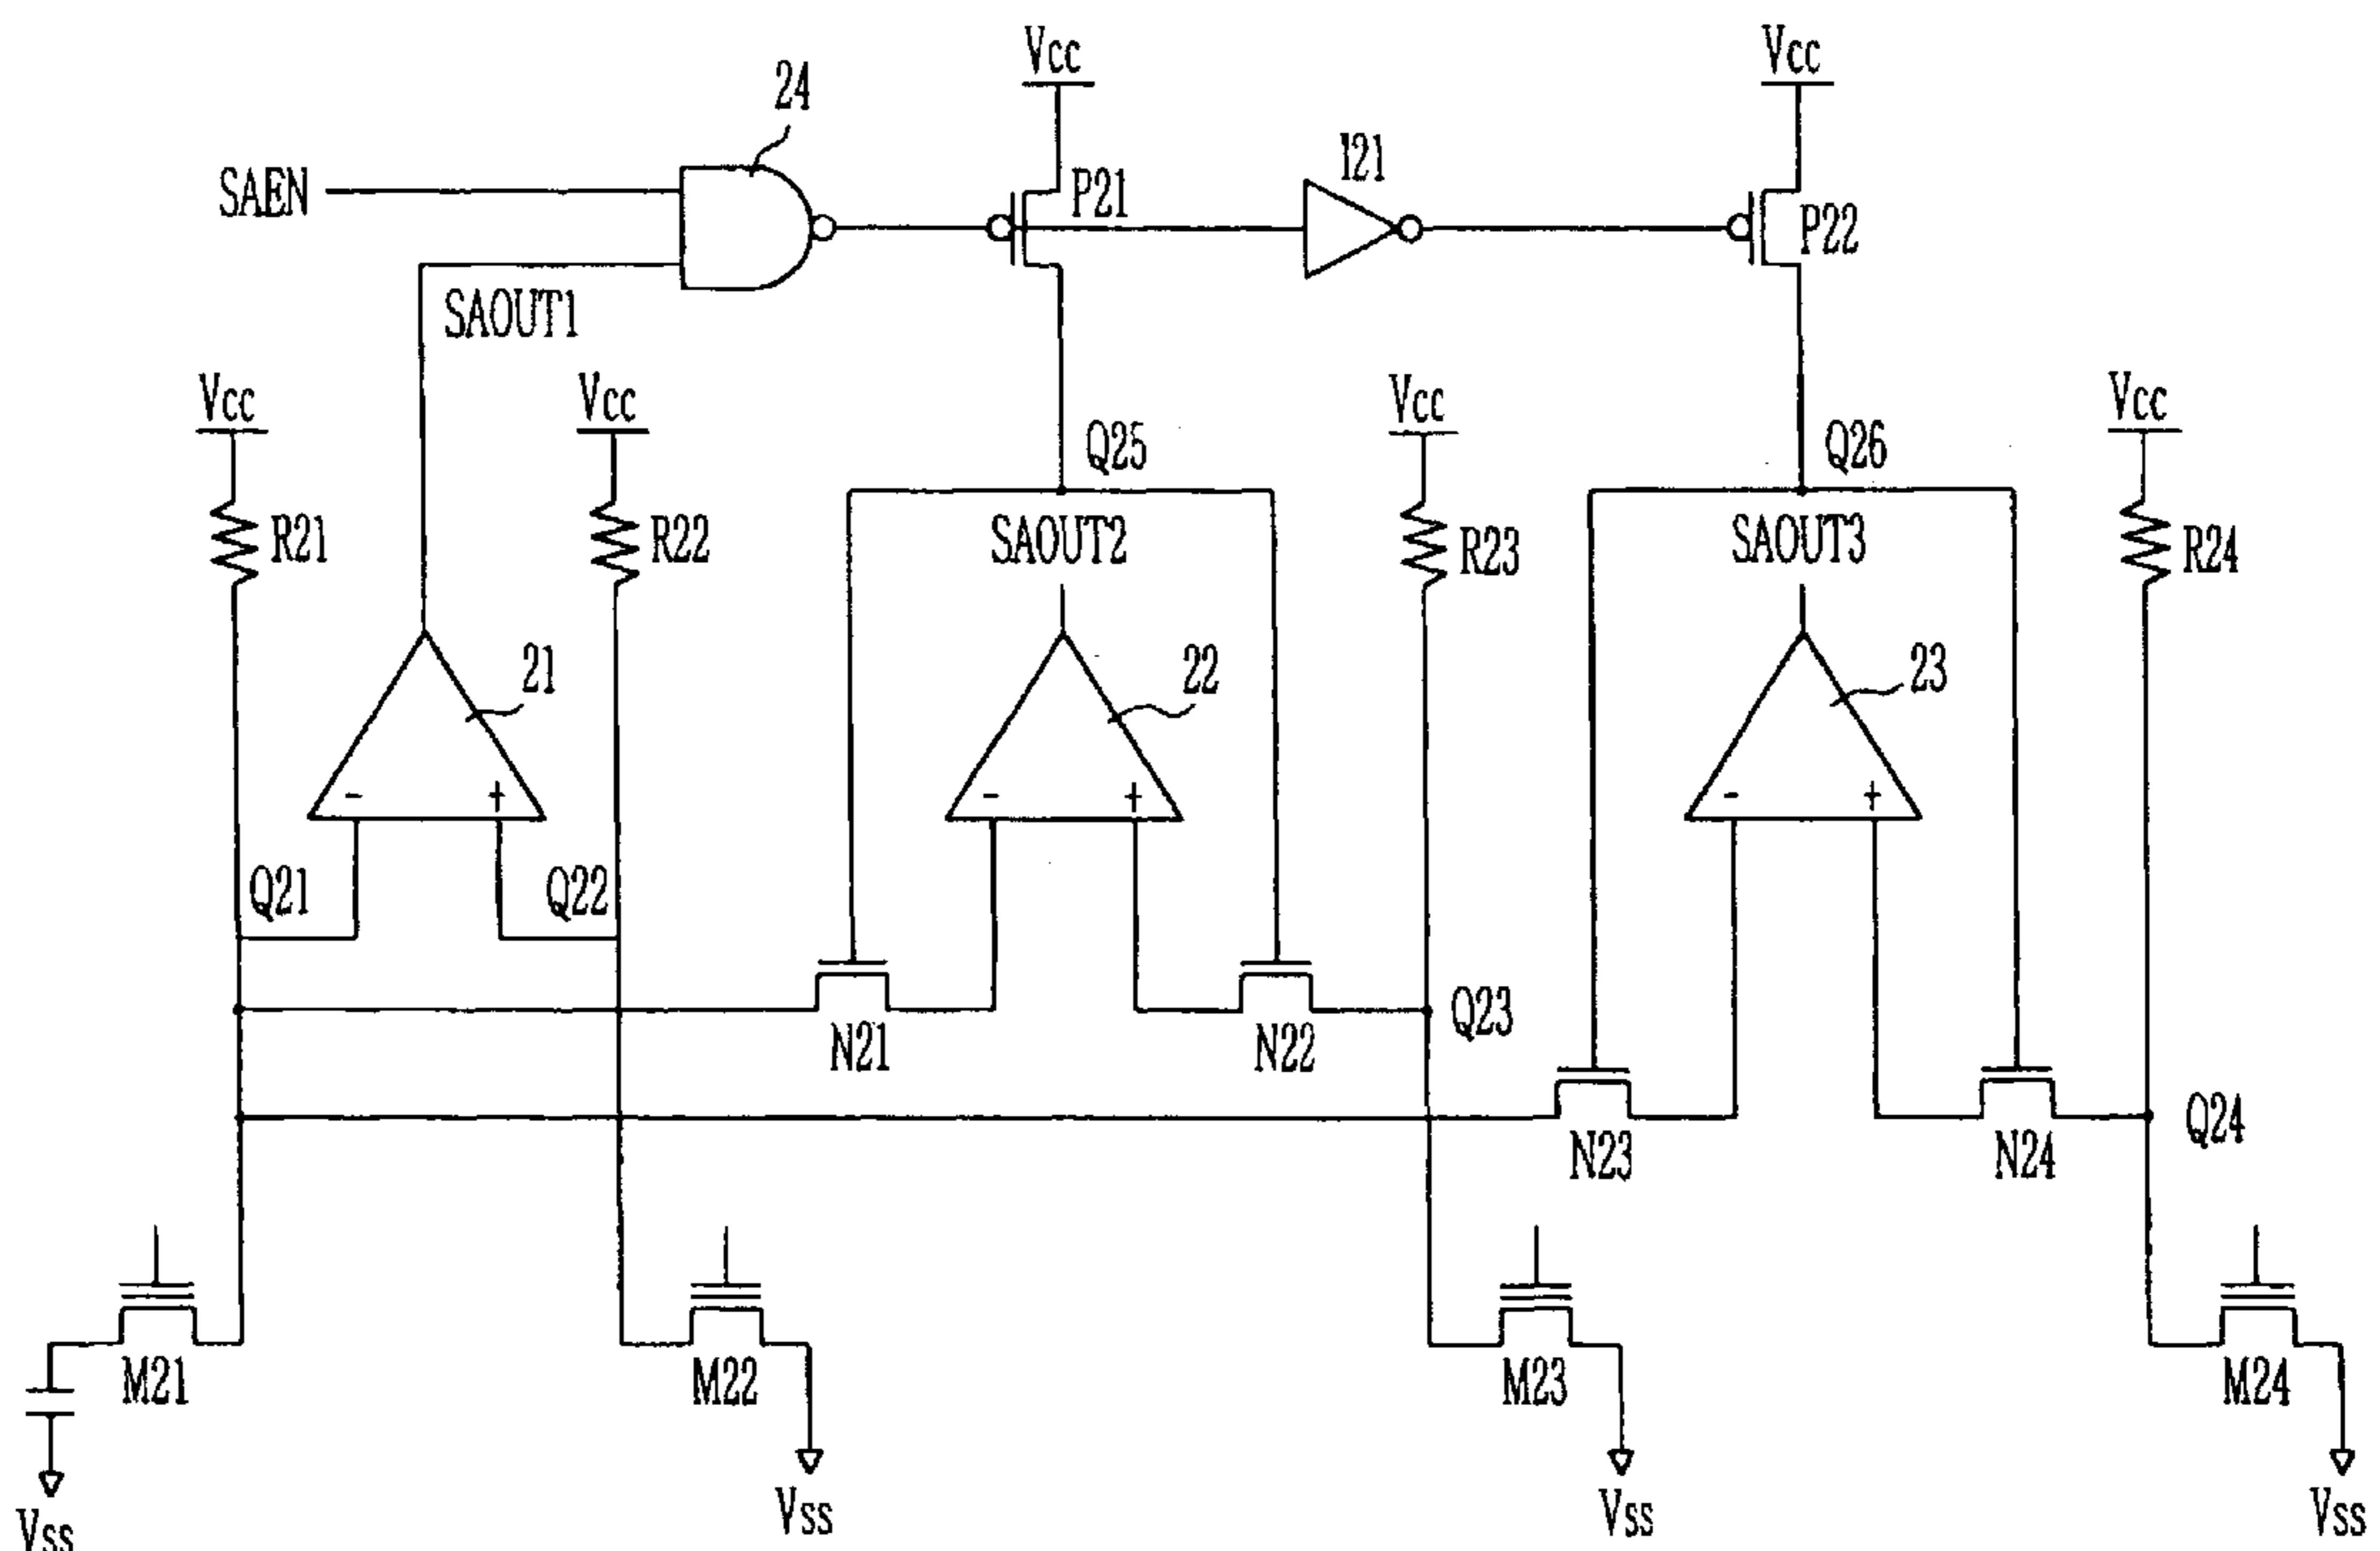 Vcc
Vcc
24
I21
SAEN
P21
P22
SAOUT1
Vcc
Vcc
Vcc
Vcc
Q25
Q26
R21
R22
SAOUT2
R23
SAOUT3
R24
21
22
23
- +
- +
- +
Q21
Q22
N21
N22
Q23
N23
N24
Q24
M21
M22
M23
M24
Vss
Vss
Vss
Vss